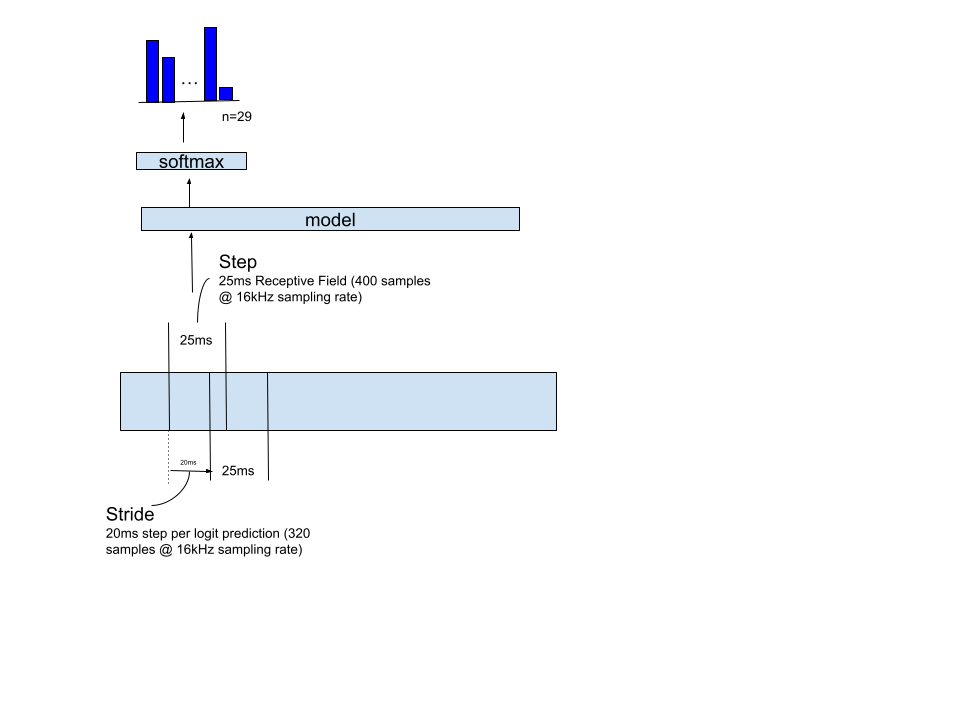 ...
n=29
softmax
model
Step
25ms Receptive Field (400 samples
@ 16kHz sampling rate)
25ms
20ms
25ms
Stride
20ms step per logit prediction (320
samples @ 16kHz sampling rate)